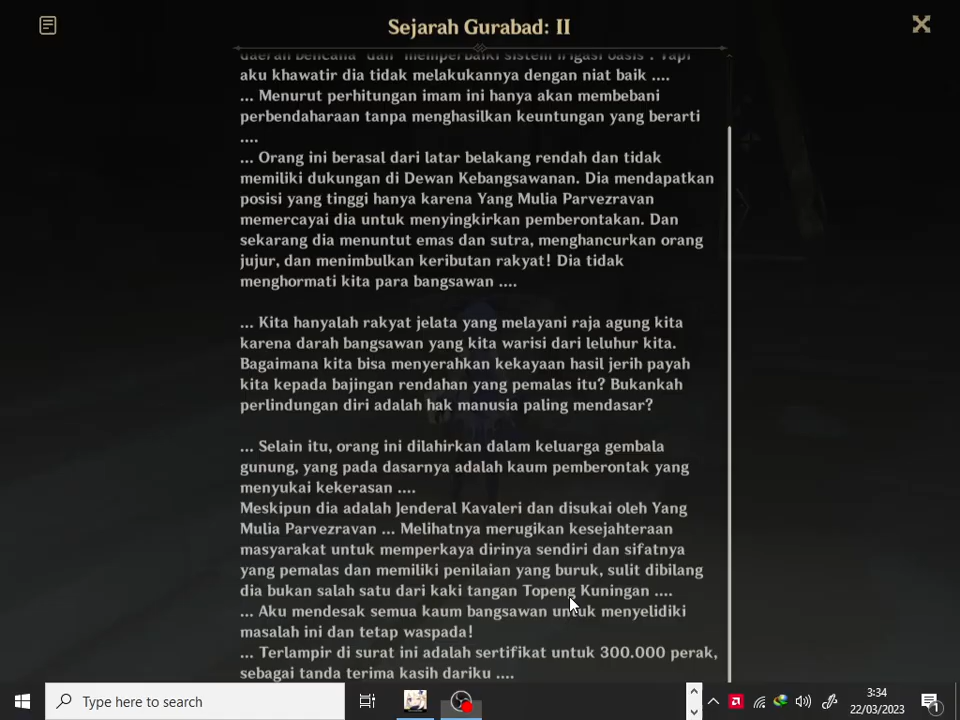 Sejarah Gurabad: II
daerah bencana" dan "memperbaiki sistem irigasi oasis". Tapi
aku khawatir dia tidak melakukannya dengan niat baik ....
... Menurut perhitungan imam ini hanya akan membebani
perbendaharaan tanpa menghasilkan keuntungan yang berarti
....
... Orang ini berasal dari latar belakang rendah dan tidak
memiliki dukungan di Dewan Kebangsawanan. Dia mendapatkan
posisi yang tinggi hanya karena Yang Mulia Parvezravan
memercayai dia untuk menyingkirkan pemberontakan. Dan
sekarang dia menuntut emas dan sutra, menghancurkan orang
jujur, dan menimbulkan keributan rakyat! Dia tidak
menghormati kita para bangsawan ....
... Kita hanyalah rakyat jelata yang melayani raja agung kita
karena darah bangsawan yang kita warisi dari leluhur kita.
Bagaimana kita bisa menyerahkan kekayaan hasil jerih payah
kita kepada bajingan rendahan yang pemalas itu? Bukankah
perlindungan diri adalah hak manusia paling mendasar?
... Selain itu, orang ini dilahirkan dalam keluarga gembala
gunung, yang pada dasarnya adalah kaum pemberontak yang
menyukai kekerasan ....
Meskipun dia adalah Jenderal Kavaleri dan disukai oleh Yang
Mulia Parvezravan ... Melihatnya merugikan kesejahteraan
masyarakat untuk memperkaya dirinya sendiri dan sifatnya
yang pemalas dan memiliki penilaian yang buruk, sulit dibilang
dia bukan salah satu dari kaki tangan Topeng Kuningan ....
... Aku mendesak semua kaum bangsawan untuk menyelidiki
masalah ini dan tetap waspada!
... Terlampir di surat ini adalah sertifikat untuk 300.000 perak,
sebagai tanda terima kasih dariku ....
Type here to search
3:34
22/03/2023
1